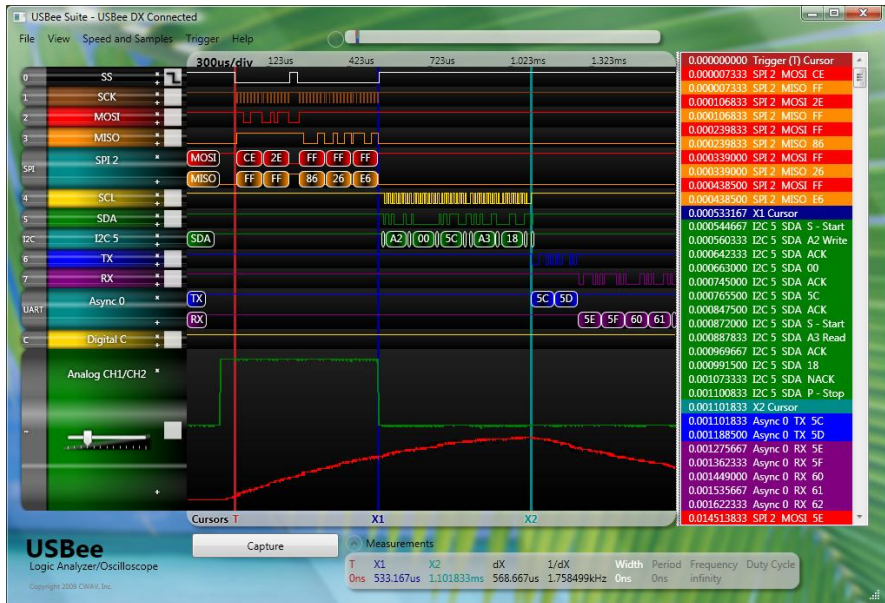 USBee Suite - USBee DX Connected
File View Speed and Samples Trigger Help
300us/div 123us 423us 723us 1.023ms 1.323ms
0 SS
1 SCK
2 MOSI
3 MISO
SPI SPI 2
MOSI CE 2E FF FF FF
MISO FF FF 86 26 E6
4 SCL
5 SDA
I2C I2C 5 SDA A2 00 5C A3 18
6 TX
7 RX
UART Async 0
TX 5C 5D
RX 5E 5F 60 61
C Digital C
Analog CH1/CH2
Cursors T X1 X2
0.000000000 Trigger (T) Cursor
0.000007333 SPI 2 MOSI CE
0.000007333 SPI 2 MISO FF
0.000106833 SPI 2 MOSI 2E
0.000106833 SPI 2 MISO FF
0.000239833 SPI 2 MOSI FF
0.000239833 SPI 2 MISO 86
0.000339000 SPI 2 MOSI FF
0.000339000 SPI 2 MISO 26
0.000438500 SPI 2 MOSI FF
0.000438500 SPI 2 MISO E6
0.000533167 X1 Cursor
0.000544667 I2C 5 SDA S - Start
0.000560333 I2C 5 SDA A2 Write
0.000642333 I2C 5 SDA ACK
0.000663000 I2C 5 SDA 00
0.000745000 I2C 5 SDA ACK
0.000765500 I2C 5 SDA 5C
0.000847500 I2C 5 SDA ACK
0.000872000 I2C 5 SDA S - Start
0.000887833 I2C 5 SDA A3 Read
0.000969667 I2C 5 SDA ACK
0.000991500 I2C 5 SDA 18
0.001073333 I2C 5 SDA NACK
0.001100833 I2C 5 SDA P - Stop
0.001101833 X2 Cursor
0.001101833 Async 0 TX 5C
0.001188500 Async 0 TX 5D
0.001275667 Async 0 RX 5E
0.001362333 Async 0 RX 5F
0.001449000 Async 0 RX 60
0.001535667 Async 0 RX 61
0.001622333 Async 0 RX 62
0.014513833 SPI 2 MOSI 5E
USBee
Logic Analyzer/Oscilloscope
Copyright 2009 CWAV, Inc.
Capture
Measurements
T X1 X2 dX 1/dX Width Period Frequency Duty Cycle
0ns 533.167us 1.101833ms 568.667us 1.758499kHz 0ns 0ns infinity